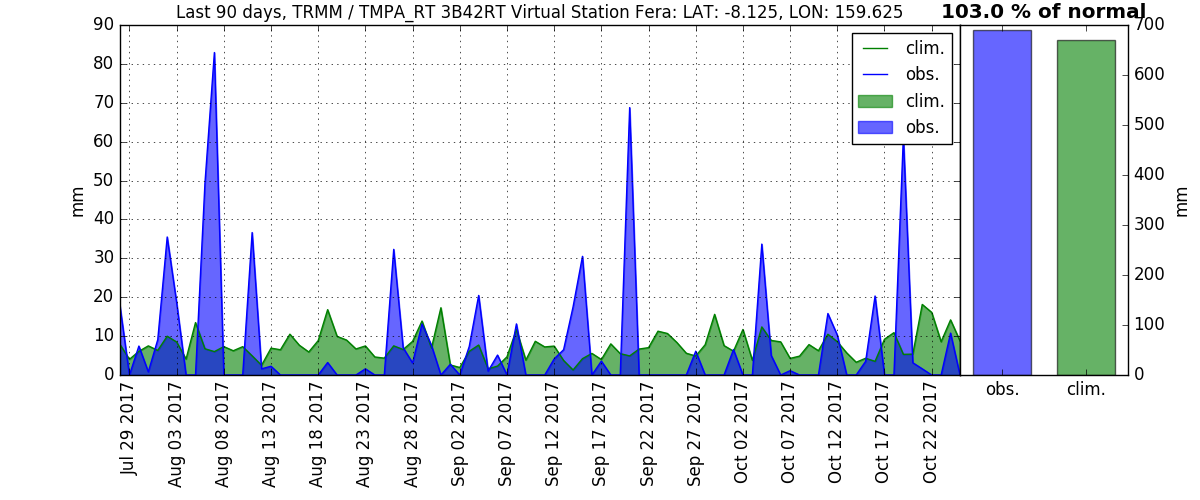 Last 90 days, TRMM / TMPA_RT 3B42RT Virtual Station Fera: LAT: -8.125, LON: 159.625
103.0 % of normal
mm
90
80
70
60
50
40
30
20
10
0
clim.
obs.
clim.
obs.
700
600
500
400
300
200
100
0
mm
Jul 29 2017
Aug 03 2017
Aug 08 2017
Aug 13 2017
Aug 18 2017
Aug 23 2017
Aug 28 2017
Sep 02 2017
Sep 07 2017
Sep 12 2017
Sep 17 2017
Sep 22 2017
Sep 27 2017
Oct 02 2017
Oct 07 2017
Oct 12 2017
Oct 17 2017
Oct 22 2017
obs.
clim.